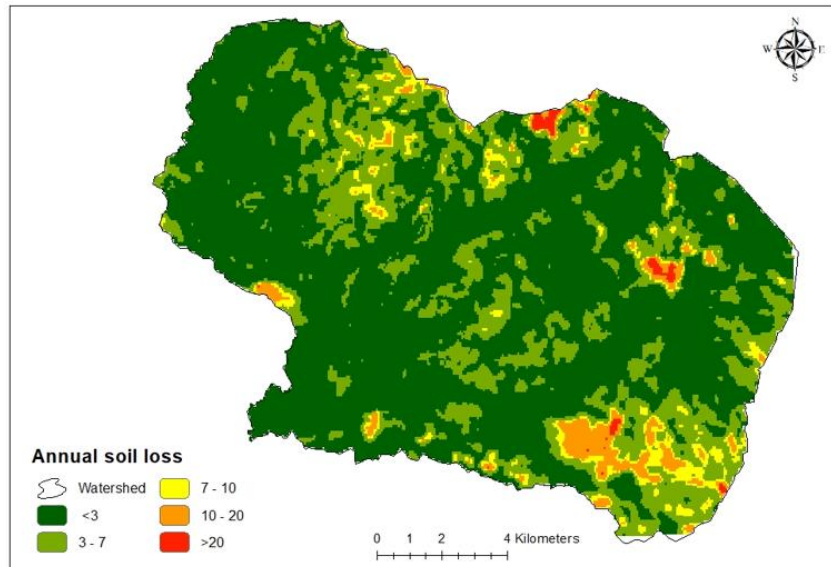 N
W E
S
Annual soil loss
Watershed
<3
3 - 7
7 - 10
10 - 20
>20
0 1 2 4 Kilometers